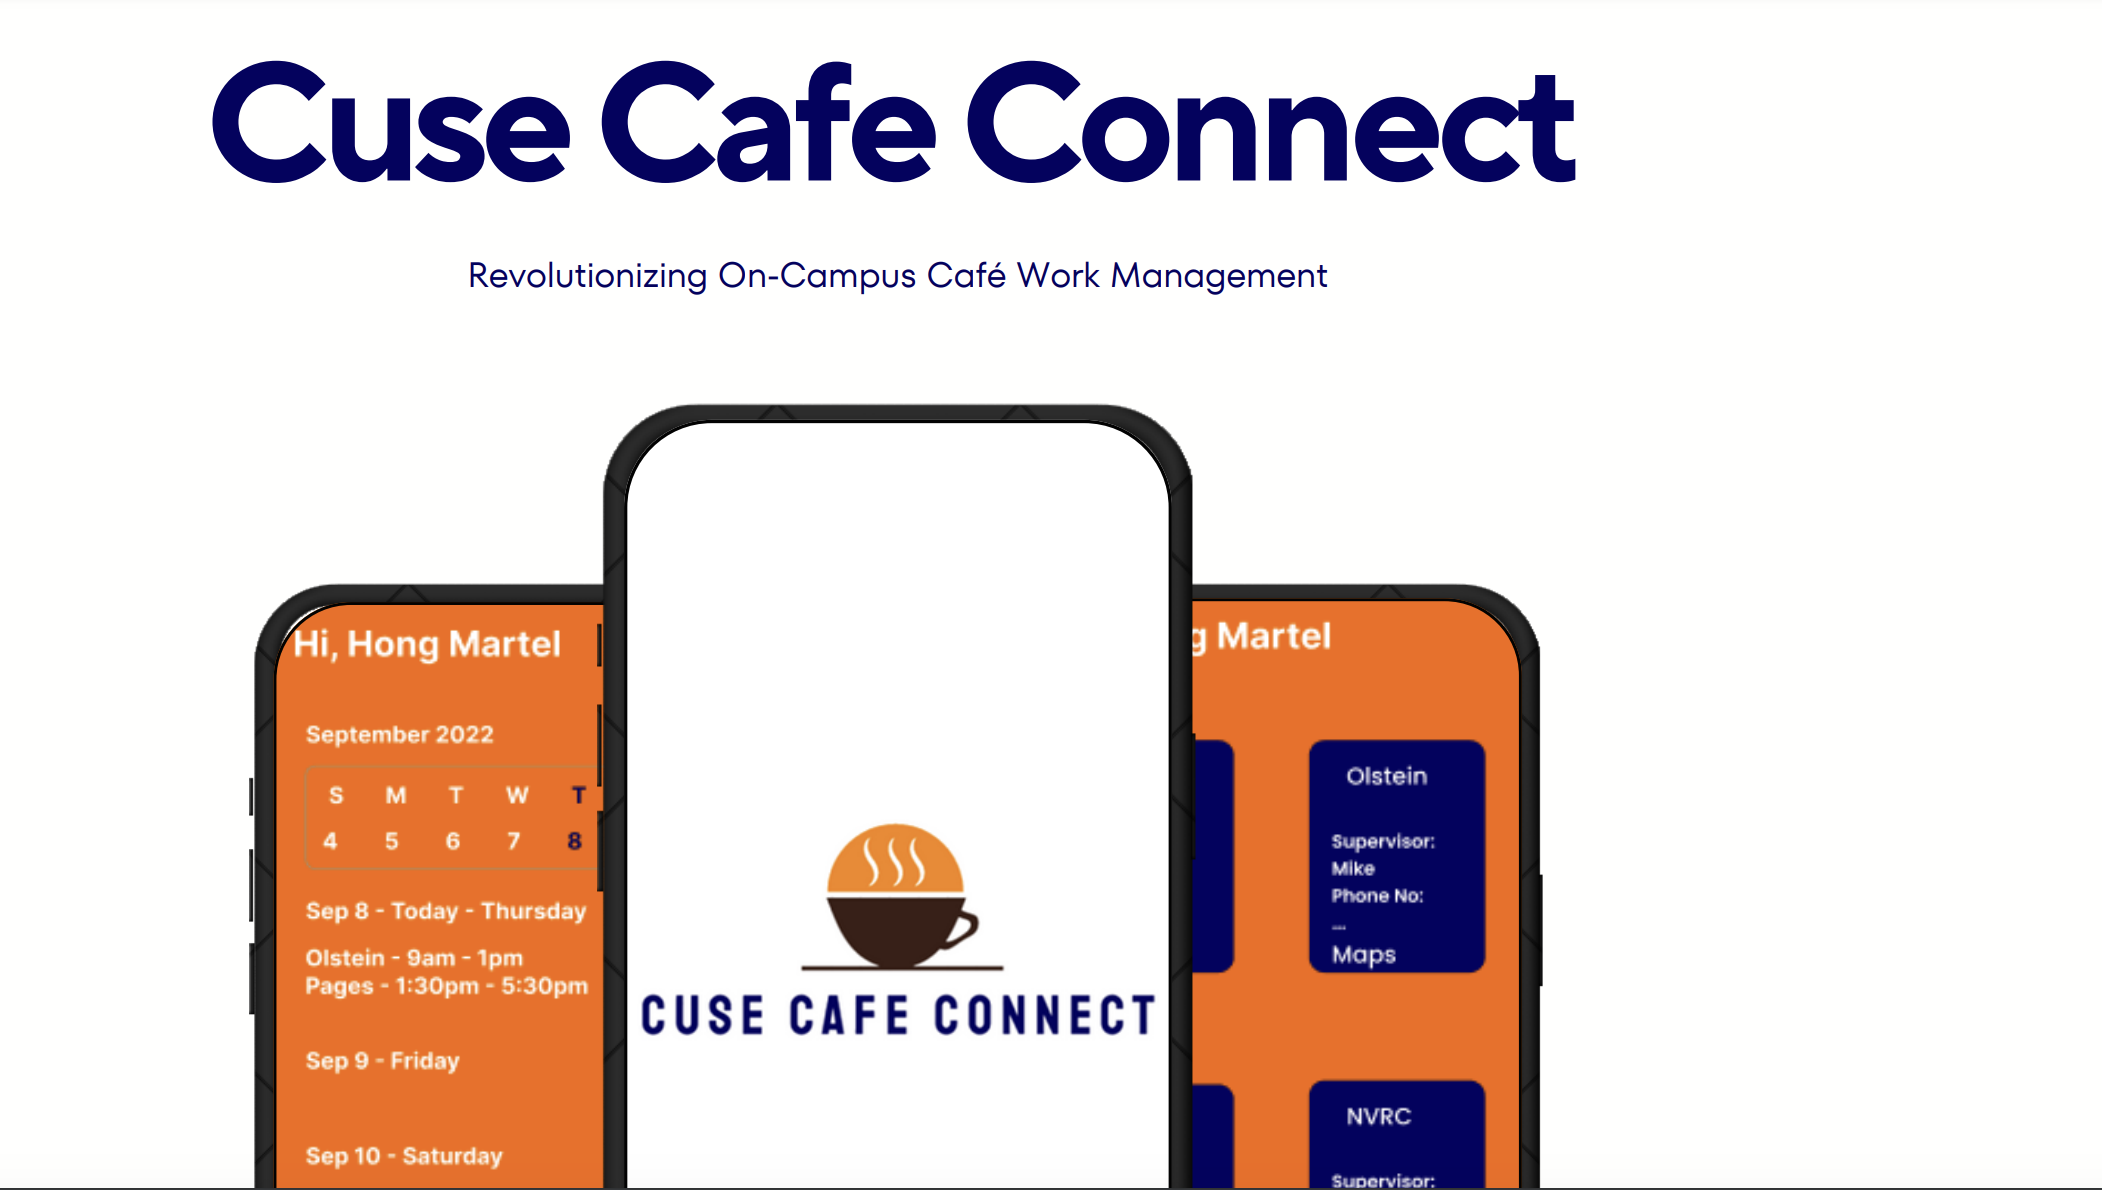 Cuse Cafe Connect
Revolutionizing On-Campus Café Work Management
Hi, Hong Martel
September 2022
S M T W T
4 5 6 7 8
Sep 8 - Today - Thursday
Olstein - 9am - 1pm
Pages - 1:30pm - 5:30pm
Sep 9 - Friday
Sep 10 - Saturday
CUSE CAFE CONNECT
g Martel
Olstein
Supervisor:
Mike
Phone No:
...
Maps
NVRC
Supervisor: